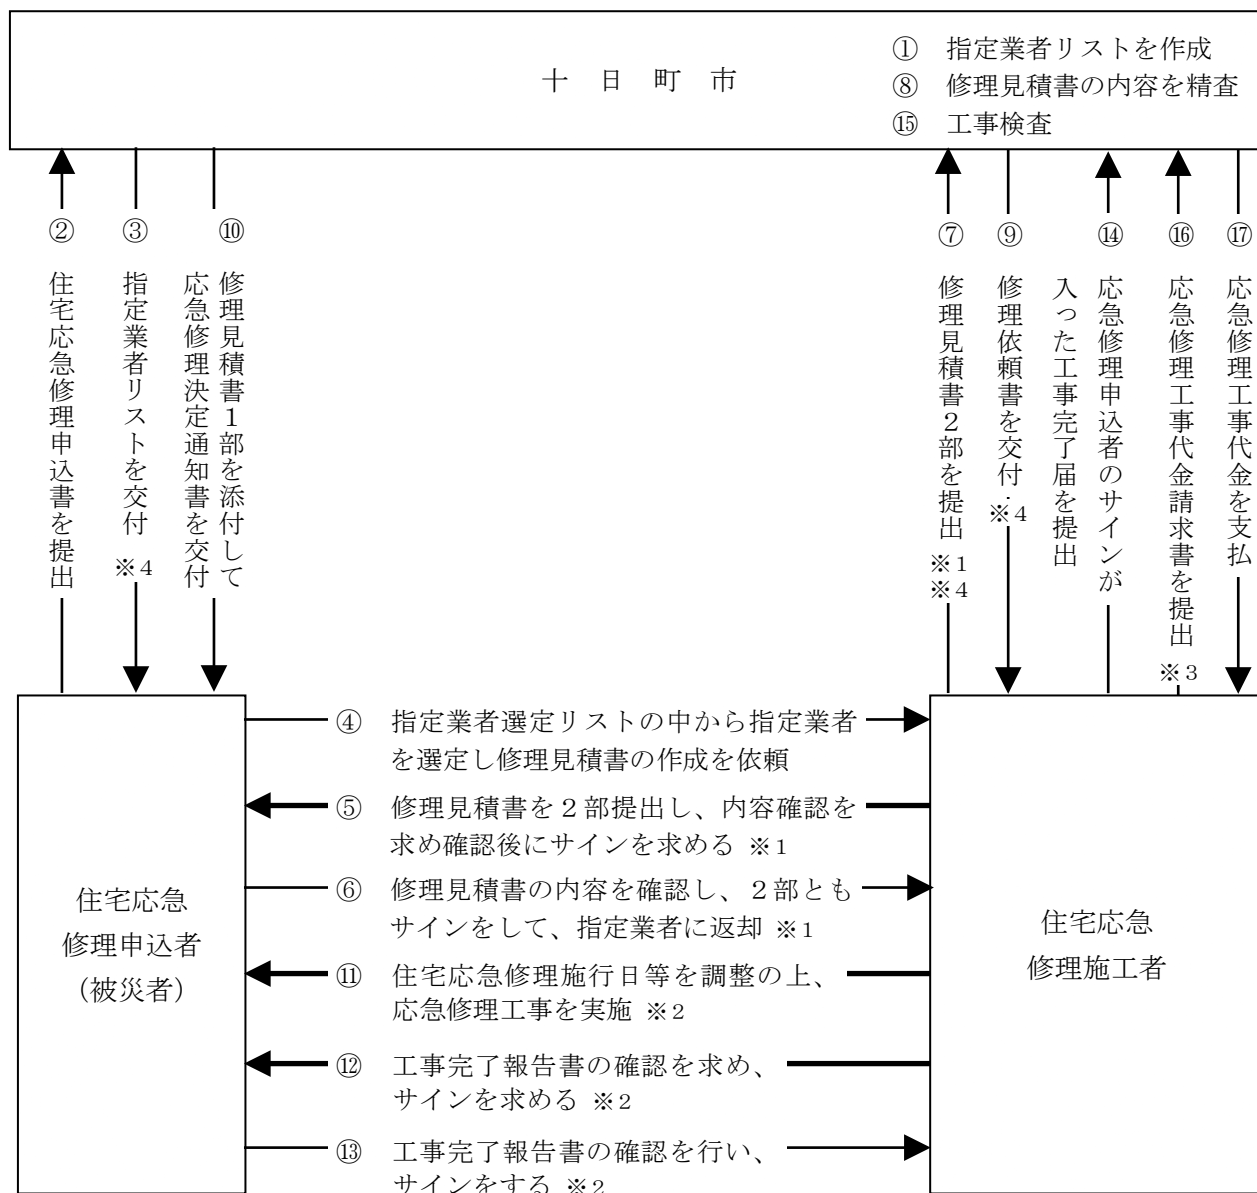 十日町市
① 指定業者リストを作成
⑧ 修理見積書の内容を精査
⑮ 工事検査
②住宅応急修理申込書を提出
③指定業者リストを交付 ※4
⑩修理見積書1部を添付して
応急修理決定通知書を交付
⑦修理見積書2部を提出 ※1
※4
⑨修理依頼書を交付 ※4
⑭応急修理申込者のサインが
入った工事完了届を提出
⑯応急修理工事代金請求書を提出 ※3
⑰応急修理工事代金を支払
④ 指定業者選定リストの中から指定業者
を選定し修理見積書の作成を依頼
⑤ 修理見積書を2部提出し、内容確認を
求め確認後にサインを求める ※1
⑥ 修理見積書の内容を確認し、2部とも
サインをして、指定業者に返却 ※1
⑪ 住宅応急修理施行日等を調整の上、
応急修理工事を実施 ※2
⑫ 工事完了報告書の確認を求め、
サインを求める ※2
⑬ 工事完了報告書の確認を行い、
サインをする ※2
住宅応急
修理申込者
(被災者)
住宅応急
修理施工者